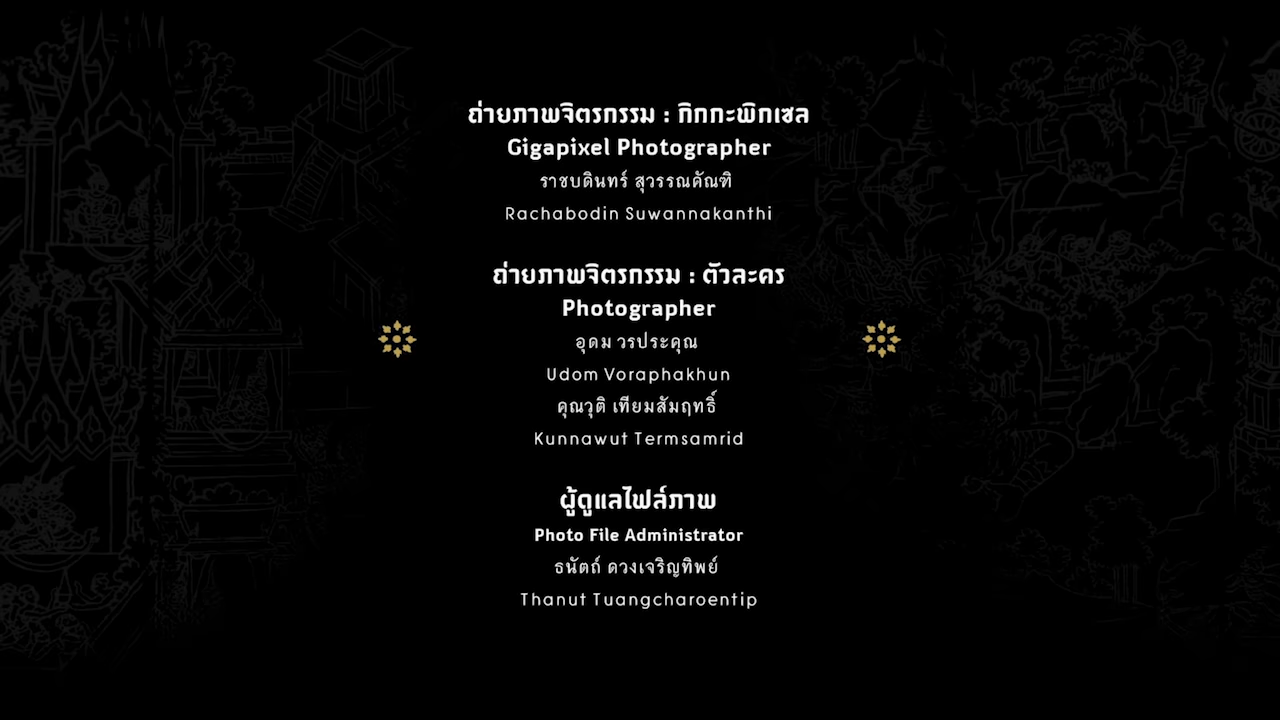 ถ่ายภาพจิตรกรรม : กิกกะพิกเซล
Gigapixel Photographer
ราชบดินทร์ สุวรรณคัณฑิ
Rachabodin Suwannakanthi
ถ่ายภาพจิตรกรรม : ตัวละคร
Photographer
อุดม วรประคุณ
Udom Voraphakhun
คุณวุติ เทียมสัมฤทธิ์
Kunnawut Termsamrid
ผู้ดูแลไฟล์ภาพ
Photo File Administrator
ธนัตถ์ ดวงเจริญทิพย์
Thanut Tuangcharoentip